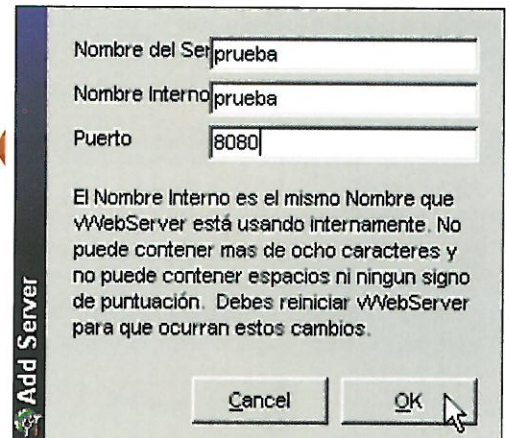 Nombre del Ser prueba
Nombre Interno prueba
Puerto 8080
El Nombre Interno es el mismo Nombre que
vWebServer está usando internamente. No
puede contener mas de ocho caracteres y
no puede contener espacios ni ningun signo
de puntuación. Debes reiniciar vWebServer
para que ocurran estos cambios.
Add Server
Cancel OK